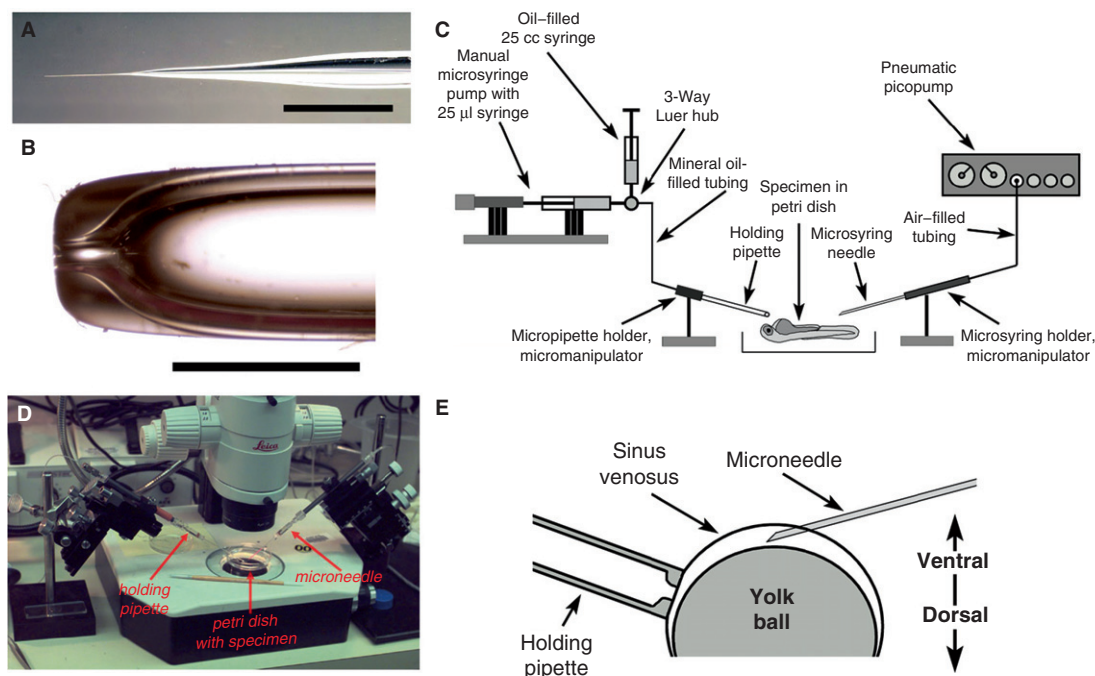 A
B
C
Oil–filled
25 cc syringe
Manual
microsyringe
pump with
25 µl syringe
3-Way
Luer hub
Mineral oil-
filled tubing
Specimen in
petri dish
Holding
pipette
Microsyring
needle
Pneumatic
picopump
Air–filled
tubing
Micropipette holder,
micromanipulator
Microsyring holder,
micromanipulator
D
Leica
holding
pipette
microneedle
petri dish
with specimen
E
Sinus
venosus
Microneedle
Yolk
ball
Ventral
Dorsal
Holding
pipette